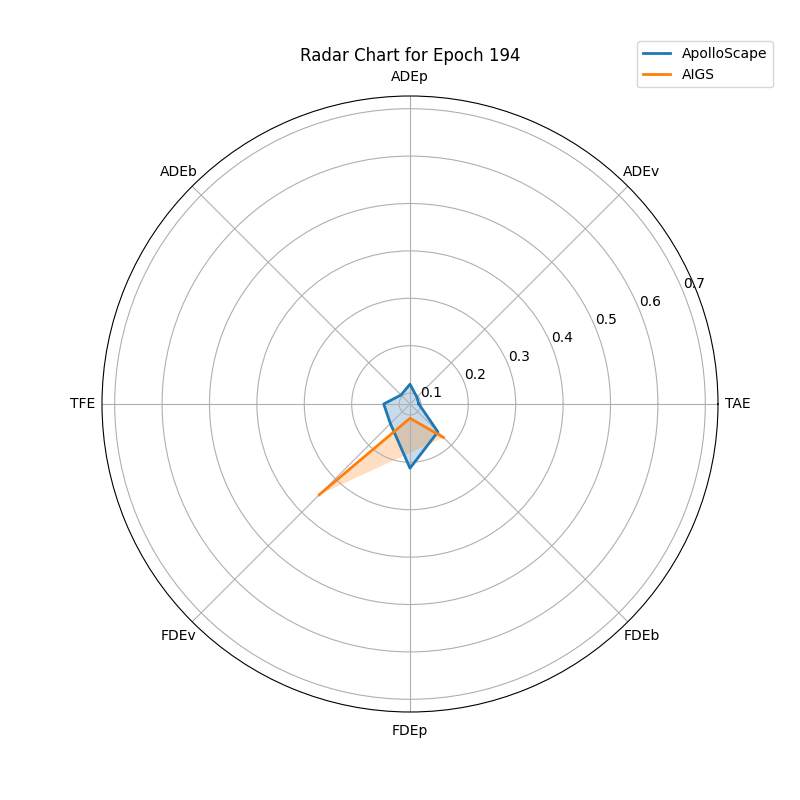 Radar Chart for Epoch 194
ApolloScape
AIGS
ADEp
ADEb
ADEv
0.7
0.6
0.5
0.4
0.3
0.2
0.1
TFE
TAE
FDEv
FDEb
FDEp